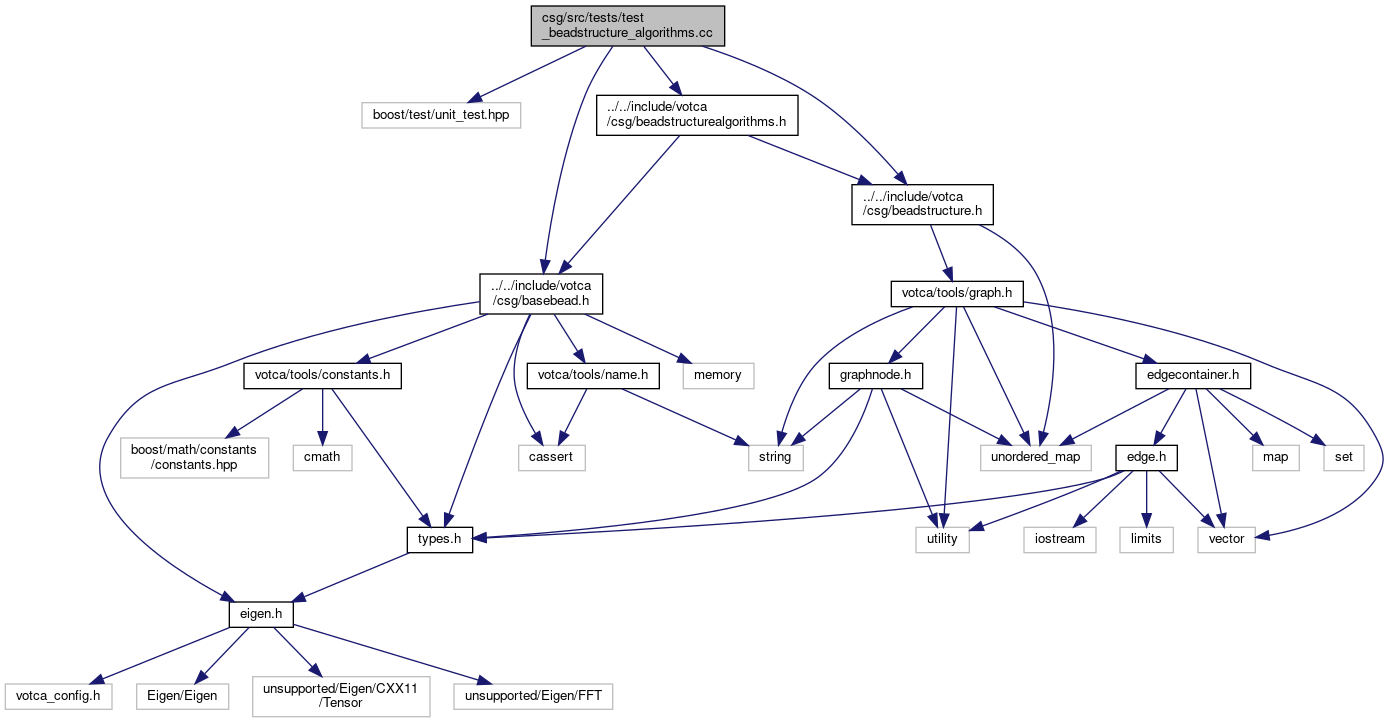 csg/src/tests/test
_beadstructure_algorithms.cc
boost/test/unit_test.hpp
../../include/votca
/csg/beadstructurealgorithms.h
../../include/votca
/csg/beadstructure.h
../../include/votca
/csg/basebead.h
votca/tools/graph.h
votca/tools/constants.h
votca/tools/name.h
memory
graphnode.h
edgecontainer.h
boost/math/constants
/constants.hpp
cmath
cassert
string
unordered_map
edge.h
map
set
types.h
utility
iostream
limits
vector
eigen.h
votca_config.h
Eigen/Eigen
unsupported/Eigen/CXX11
/Tensor
unsupported/Eigen/FFT